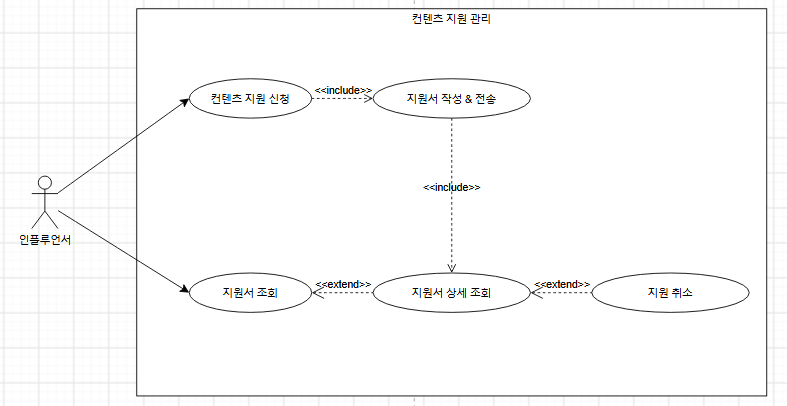 컨텐츠 지원 관리
컨텐츠 지원 신청
<<include>>
지원서 작성 & 전송
<<include>>
인플루언서
지원서 조회
<<extend>>
지원서 상세 조회
<<extend>>
지원 취소